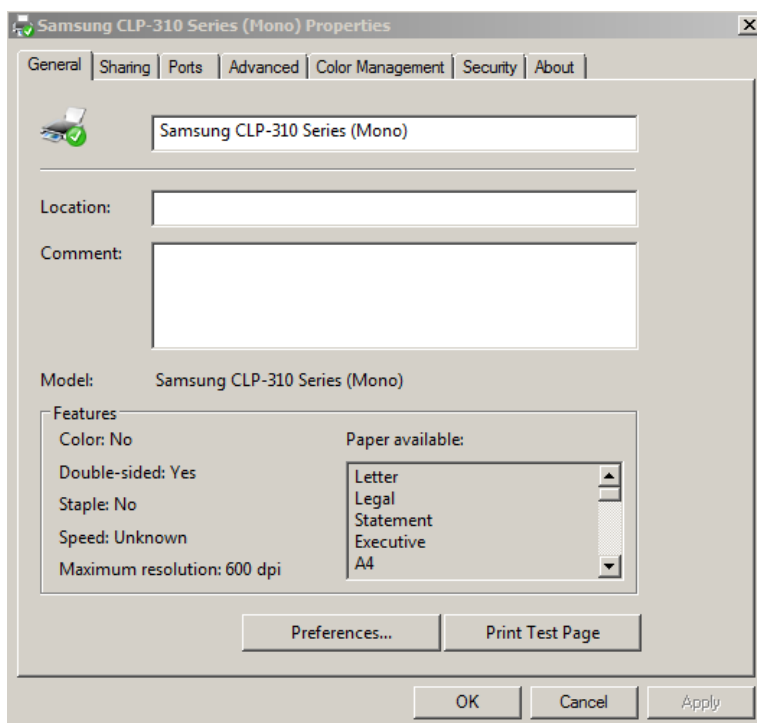 Samsung CLP-310 Series (Mono) Properties
General Sharing Ports Advanced Color Management Security About
Samsung CLP-310 Series (Mono)
Location:
Comment:
Model: Samsung CLP-310 Series (Mono)
Features
Color: No
Double-sided: Yes
Staple: No
Speed: Unknown
Maximum resolution: 600 dpi
Paper available:
Letter
Legal
Statement
Executive
A4
Preferences... Print Test Page
OK Cancel Apply